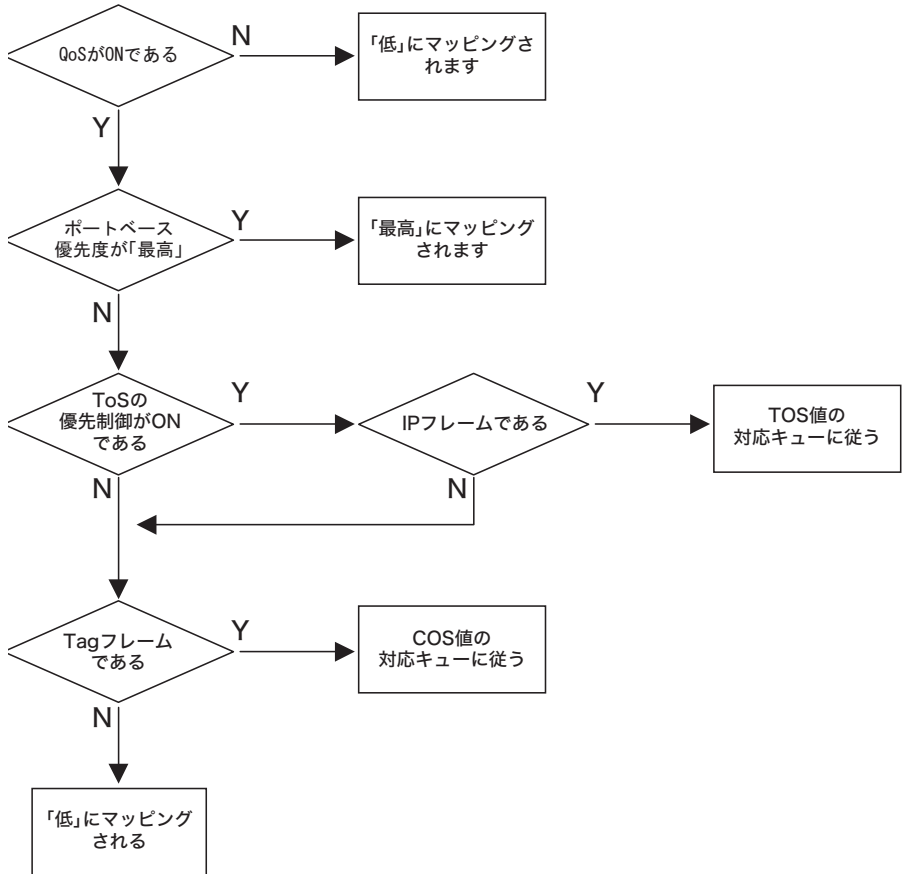 QoSがONである
N
「低」にマッピングさ
れます
Y
ポートベース
優先度が「最高」
Y
「最高」にマッピング
されます
N
ToSの
優先制御がON
である
Y
IPフレームである
Y
TOS値の
対応キューに従う
N
N
Tagフレーム
である
Y
COS値の
対応キューに従う
N
「低」にマッピング
される